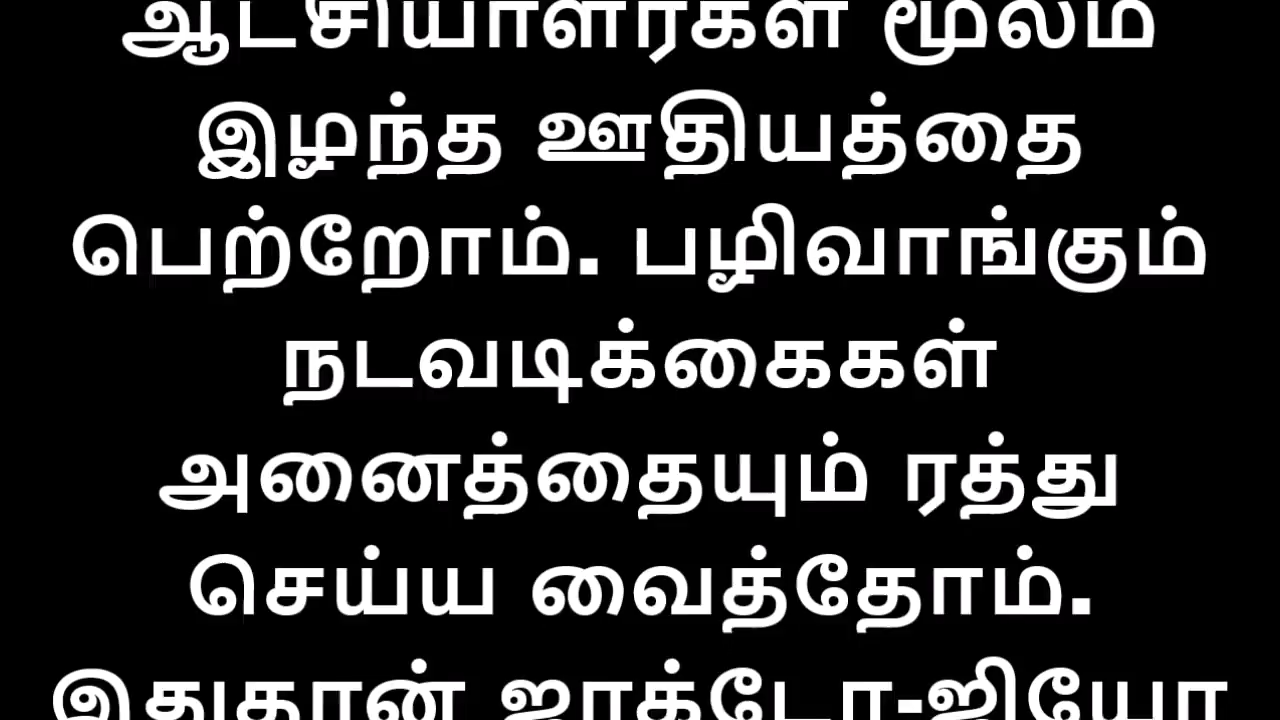 ஆட்சியாளர்கள் மூலம்
இழந்த ஊதியத்தை
பெற்றோம். பழிவாங்கும்
நடவடிக்கைகள்
அனைத்தையும் ரத்து
செய்ய வைத்தோம்.
இதுதான் ஜாக்டோ-ஜியோ